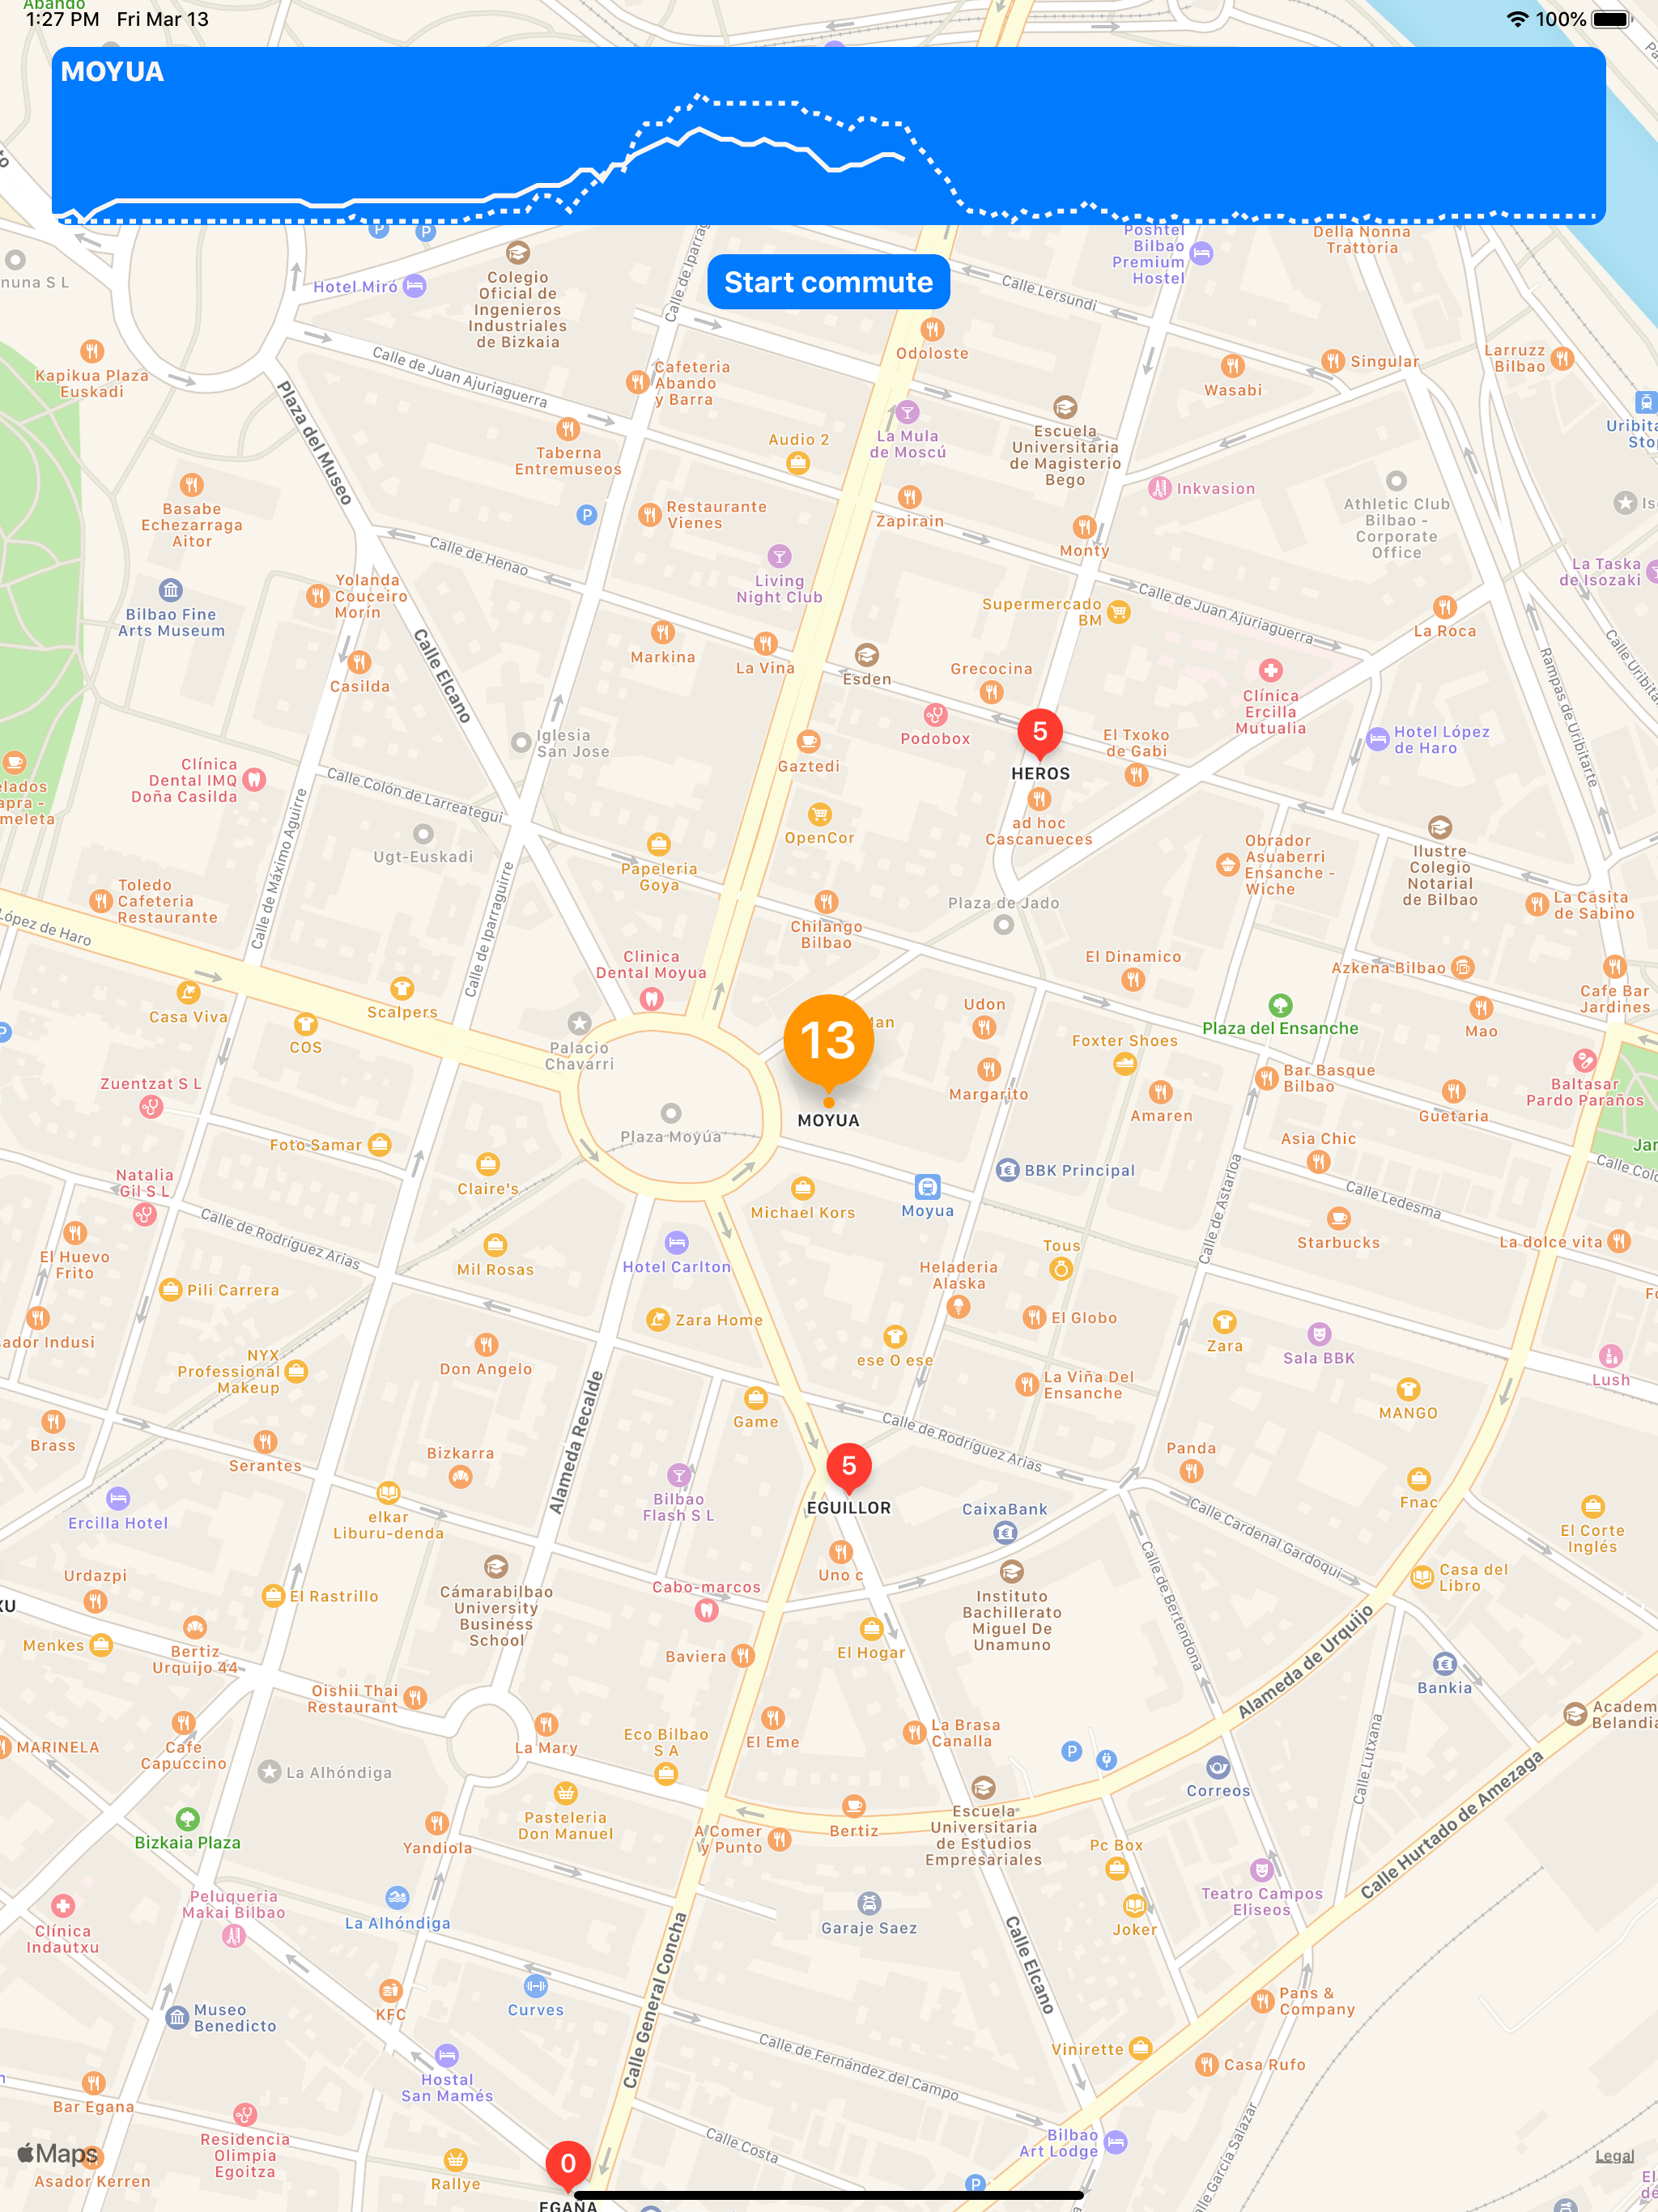 Abando
1:27 PM Fri Mar 13
100%
MOYUA
Start commute
nuna S L
P
P
Hotel Miró
Colegio
Oficial de
Ingenieros
Industriales
de Bizkaia
Poshtel
Bilbao
Premium
Hostel
Della Nonna
Trattoria
Calle Lersundi
Odoloste
Kapikua Plaza
Euskadi
Calle de Juan Ajuriaguerra
Cafeteria
Abando
y Barra
Wasabi
Singular
Larruzz
Bilbao
Plaza del Museo
Taberna
Entremuseos
Audio 2
La Mula
de Moscú
Escuela
Universitaria
de Magisterio
Bego
Inkvasion
Athletic Club
Bilbao -
Corporate
Office
Basabe
Echezarraga
Aitor
P
Restaurante
Vienes
Zapirain
Monty
Calle de Henao
Living
Night Club
La Taska
de Isozaki
Bilbao Fine
Arts Museum
Yolanda
Couceiro
Morín
Supermercado
BM
Calle de Juan Ajuriaguerra
La Roca
Calle Elcano
Markina
La Vina
Esden
Grecocina
Casilda
Clínica
Ercilla
Mutualia
Rampas de Uribitarte
Podobox
5
HEROS
El Txoko
de Gabi
Hotel López
de Haro
Iglesia
San Jose
Gaztedi
Clínica
Dental IMQ
Doña Casilda
Calle Colón de Larreategui
OpenCor
ad hoc
Cascanueces
Ugt-Euskadi
Papeleria
Goya
Obrador
Asuaberri
Ensanche -
Wiche
Ilustre
Colegio
Notarial
de Bilbao
Calle de Máximo Aguirre
Calle de Iparraguirre
Toledo
Cafeteria
Restaurante
López de Haro
Chilango
Bilbao
Plaza de Jado
La Casita
de Sabino
Clinica
Dental Moyua
El Dinamico
Azkena Bilbao
Cafe Bar
Jardines
Casa Viva
Scalpers
COS
Palacio
Chavarri
13
MOYUA
Udon
Plaza del Ensanche
Mao
Foxter Shoes
Zuentzat S L
Margarito
Amaren
Bar Basque
Bilbao
Guetaria
Baltasar
Pardo Paraños
Plaza Moyúa
Foto Samar
Asia Chic
Natalia
Gil S L
Claire's
Michael Kors
Moyua
BBK Principal
Calle Ledesma
Calle de Astarloa
Calle de Rodríguez Arias
El Huevo
Frito
Mil Rosas
Hotel Carlton
Tous
Starbucks
La dolce vita
Pili Carrera
Heladeria
Alaska
Zara Home
El Globo
NYX
Professional
Makeup
Don Angelo
ese O ese
Zara
Sala BBK
Lush
La Viña Del
Ensanche
MANGO
Game
Brass
Serantes
Bizkarra
Alameda Recalde
Calle de Rodríguez Arias
5
EGUILLOR
Panda
Fnac
Ercilla Hotel
elkar
Liburu-denda
Bilbao
Flash S L
CaixaBank
Calle Cardenal Gardoqui
El Corte
Inglés
Urdazpi
El Rastrillo
Cámarabilbao
University
Business
School
Cabo-marcos
Uno c
Instituto
Bachillerato
Miguel De
Unamuno
Calle de Bertendona
Casa del
Libro
Menkes
Bertiz
Urquijo 44
Baviera
El Hogar
Alameda de Urquijo
Bankia
Oishii Thai
Restaurant
La Mary
Eco Bilbao
S A
El Eme
La Brasa
Canalla
MARINELA
Cafe
Capuccino
La Alhóndiga
P
Correos
Calle Lutxana
Bizkaia Plaza
Yandiola
Pasteleria
Don Manuel
A Comer
y Punto
Bertiz
Escuela
Universitaria
de Estudios
Empresariales
Pc Box
Calle Hurtado de Amezaga
Peluqueria
Makai Bilbao
Clínica
Indautxu
La Alhóndiga
Garaje Saez
Joker
Teatro Campos
Elíseos
Calle General Concha
Calle Elcano
KFC
Curves
Museo
Benedicto
Pans &
Company
Hostal
San Mamés
Calle de Fernández del Campo
Vinirette
Casa Rufo
Bar Egana
Residencia
Olimpia
Egoitza
Calle Costa
Bilbao
Art Lodge
Calle García Salazar
Maps
Asador Kerren
Rallye
0
EGAÑA
P
Legal